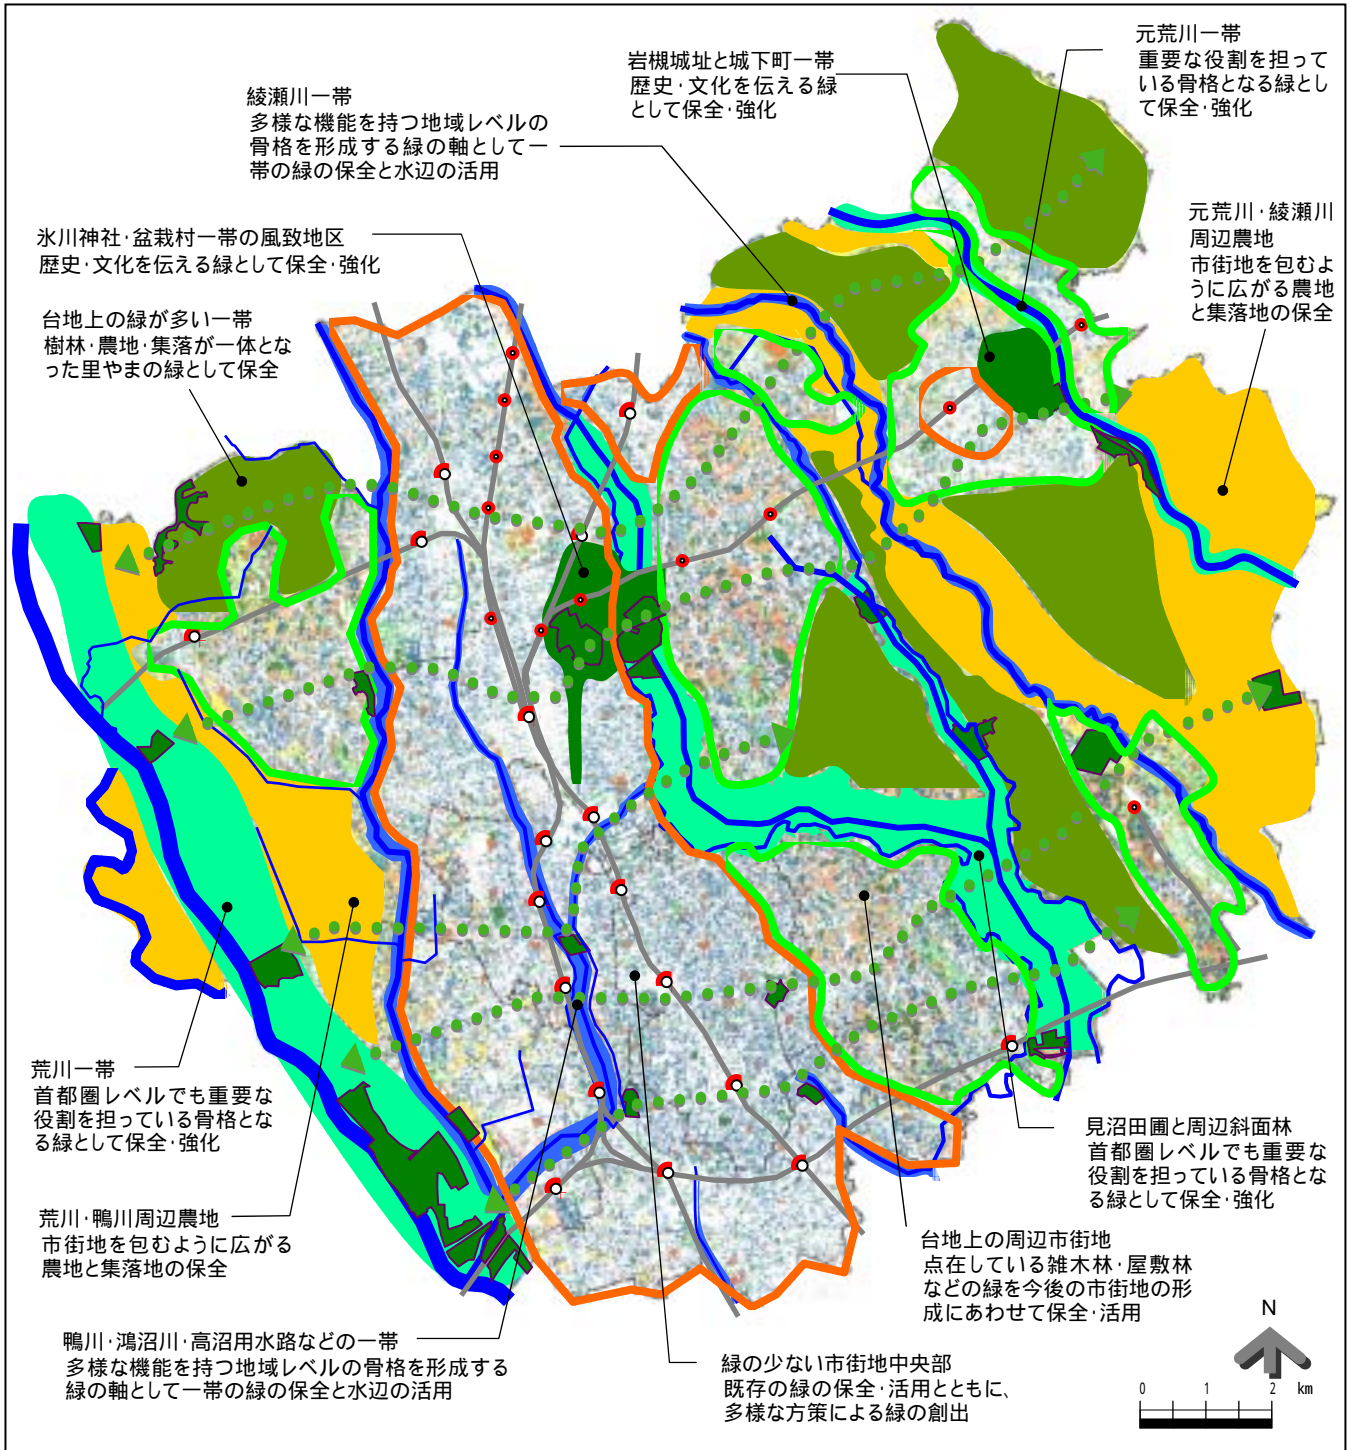 元荒川一帯
重要な役割を担って
いる骨格となる緑とし
て保全・強化
岩槻城址と城下町一帯
歴史・文化を伝える緑
として保全・強化
綾瀬川一帯
多様な機能を持つ地域レベルの
骨格を形成する緑の軸として一
帯の緑の保全と水辺の活用
元荒川・綾瀬川
周辺農地
市街地を包むよ
うに広がる農地
と集落地の保全
氷川神社・盆栽村一帯の風致地区
歴史・文化を伝える緑として保全・強化
台地上の緑が多い一帯
樹林・農地・集落が一体とな
った里やまの緑として保全
荒川一帯
首都圏レベルでも重要な
役割を担っている骨格とな
る緑として保全・強化
見沼田圃と周辺斜面林
首都圏レベルでも重要な
役割を担っている骨格とな
る緑として保全・強化
荒川・鴨川周辺農地
市街地を包むように広がる
農地と集落地の保全
台地上の周辺市街地
点在している雑木林・屋敷林
などの緑を今後の市街地の形
成にあわせて保全・活用
鴨川・鴻沼川・高沼用水路などの一帯
多様な機能を持つ地域レベルの骨格を形成する
緑の軸として一帯の緑の保全と水辺の活用
緑の少ない市街地中央部
既存の緑の保全・活用とともに、
多様な方策による緑の創出
N
0 1 2 km